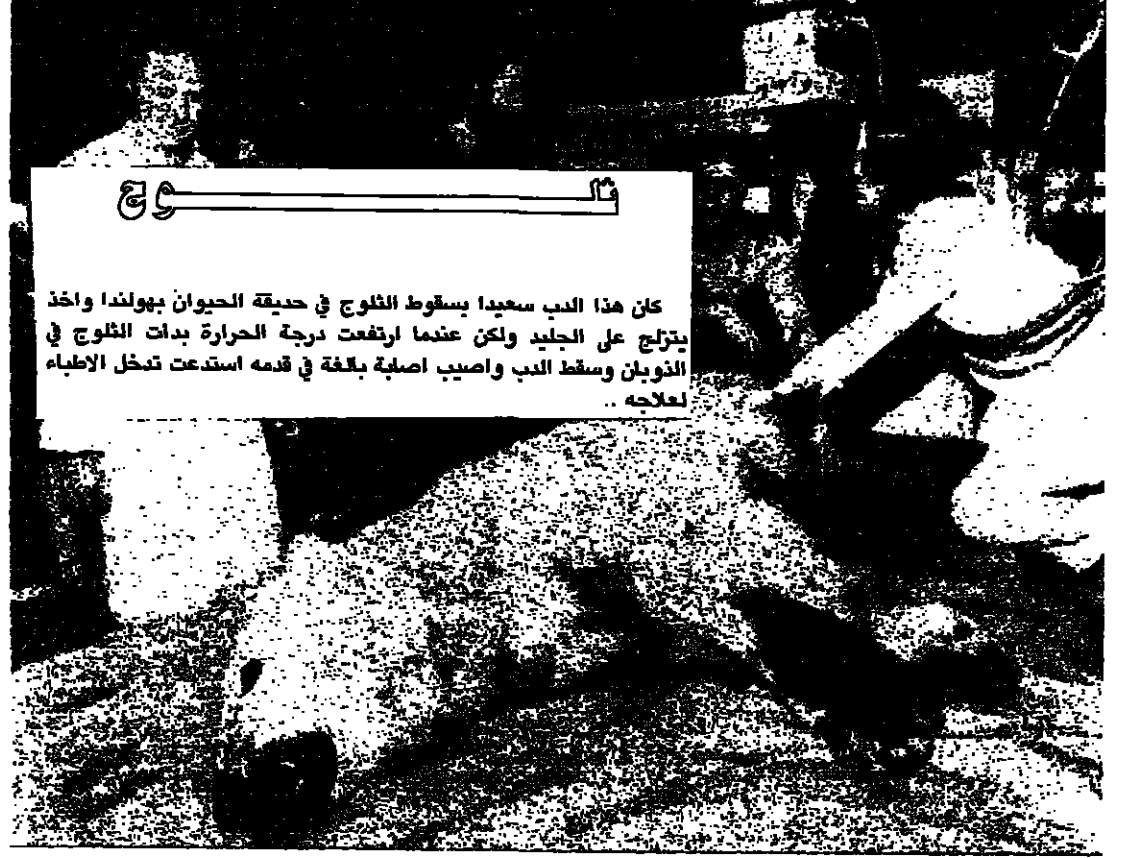 ثلـــــــــــوج
كان هذا الدب سعيدا بسقوط الثلوج في حديقة الحيوان بهولندا واخذ
يتزلج على الجليد ولكن عندما ارتفعت درجة الحرارة بدات الثلوج في
الذوبان وسقط الدب واصيب اصابة بالغة في قدمه استدعت تدخل الاطباء
لعلاجه ..